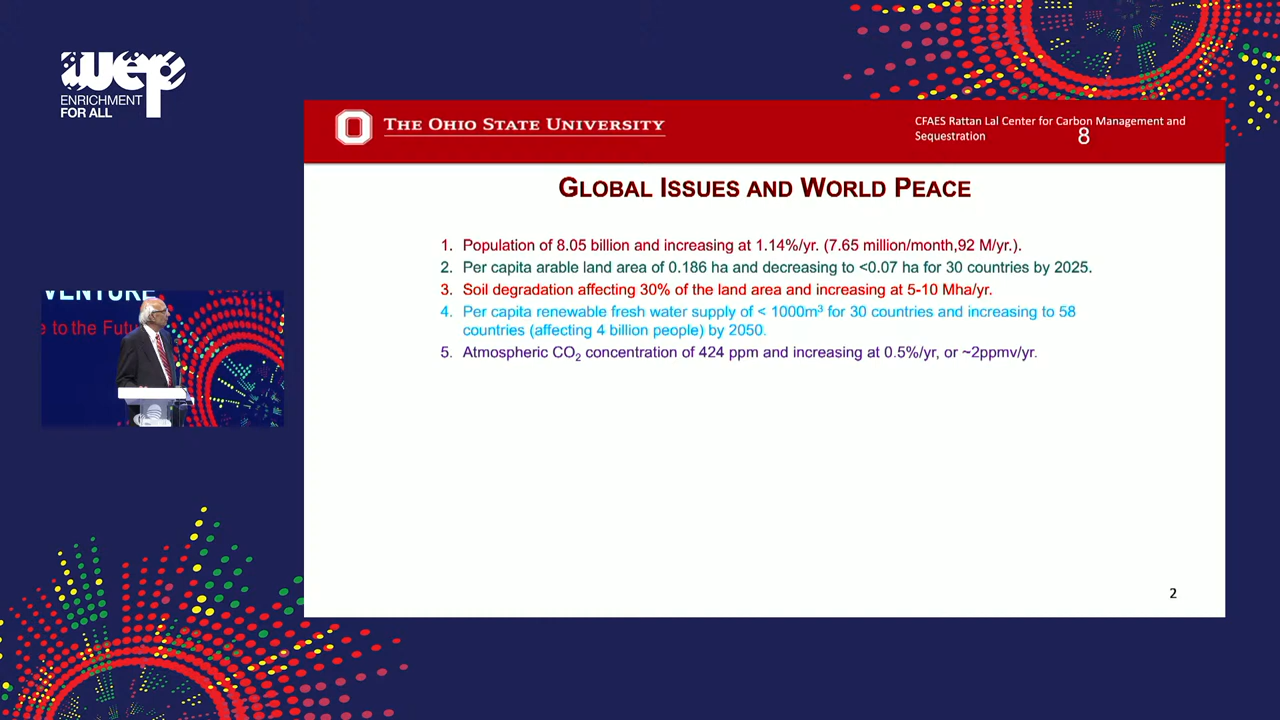 wep
ENRICHMENT
FOR ALL
THE OHIO STATE UNIVERSITY
CFAES Rattan Lal Center for Carbon Management and
Sequestration
8
GLOBAL ISSUES AND WORLD PEACE
1. Population of 8.05 billion and increasing at 1.14%/yr. (7.65 million/month,92 M/yr.).
2. Per capita arable land area of 0.186 ha and decreasing to <0.07 ha for 30 countries by 2025.
3. Soil degradation affecting 30% of the land area and increasing at 5-10 Mha/yr.
4. Per capita renewable fresh water supply of < 1000m³ for 30 countries and increasing to 58
countries (affecting 4 billion people) by 2050.
5. Atmospheric CO₂ concentration of 424 ppm and increasing at 0.5%/yr, or ~2ppmv/yr.
VENTURE
e to the Futu
2